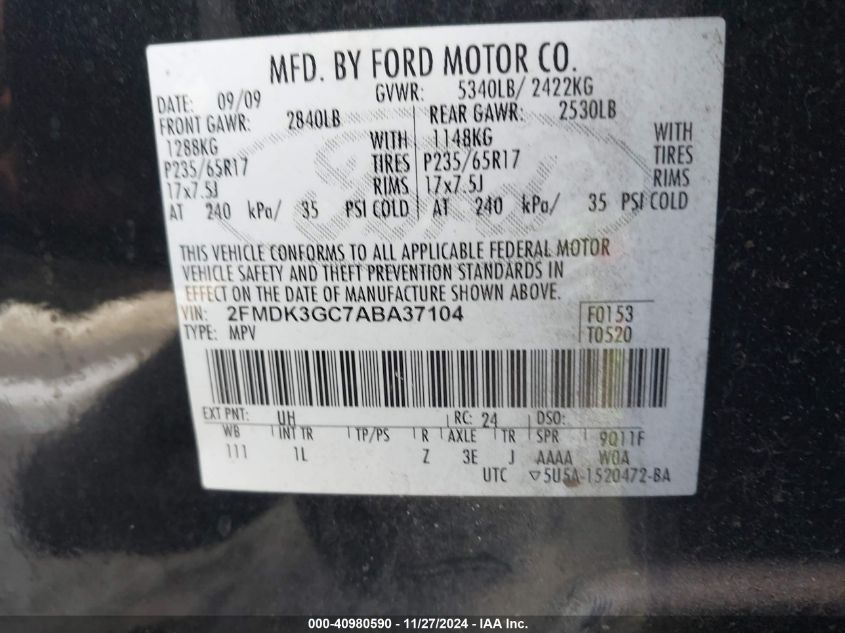 MFD. BY FORD MOTOR CO.
DATE: 09/09 GVWR: 5340LB/ 2422KG
FRONT GAWR: 2840LB REAR GAWR: 2530LB
1288KG WITH 1148KG WITH
P235/65R17 TIRES P235/65R17 TIRES
17x7.5J RIMS 17x7.5J RIMS
AT 240 kPa/ 35 PSI COLD AT 240 kPa/ 35 PSI COLD
Ford
THIS VEHICLE CONFORMS TO ALL APPLICABLE FEDERAL MOTOR
VEHICLE SAFETY AND THEFT PREVENTION STANDARDS IN
EFFECT ON THE DATE OF MANUFACTURE SHOWN ABOVE.
VIN: 2FMDK3GC7ABA37104 F0153
TYPE: MPV T0520
EXT PNT: UH RC: 24 DSO:
WB INT TR TP/PS R AXLE TR SPR 9Q11F
111 1L Z 3E J AAAA W0A
UTC ▽5U5A-1520472-BA
000-40980590 - 11/27/2024 - IAA Inc.